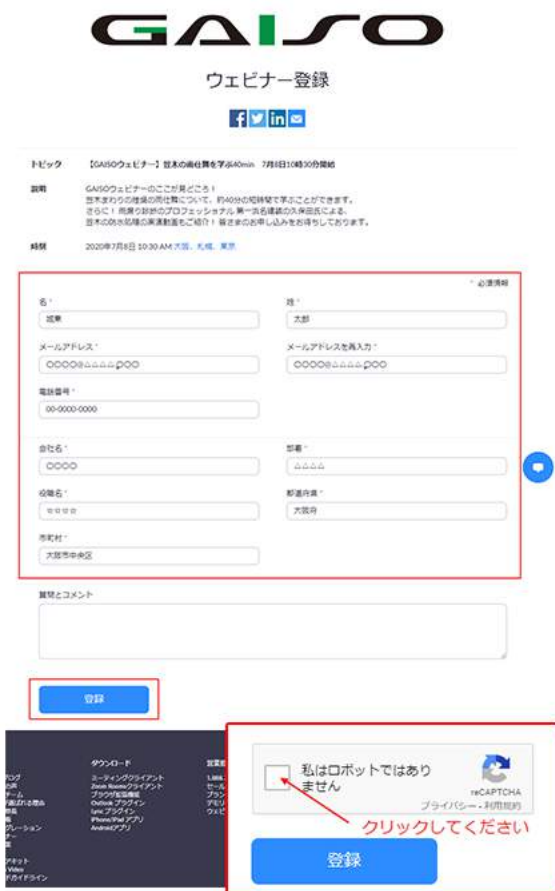 GAISO
ウェビナー登録
トピック 【GAISOウェビナー】笠木の雨仕舞を学ぶ40min 7月8日10時30分開始
説明 GAISOウェビナーのここが見どころ！
笠木まわりの雨仕舞について、約40分の短時間で学ぶことができます。
さらに！雨漏り診断のプロフェッショナル 第一浜名建装の久保田氏による、
笠木の防水処理の実演動画もご紹介！皆さまのお申し込みをお待ちしております。
時刻 2020年7月8日 10:30 AM 大阪、札幌、東京
* 必須情報
名 * 姓 *
城東 太郎
メールアドレス * メールアドレスを再入力 *
○○○○@△△△△.○○○ ○○○○@△△△△.○○○
電話番号 *
00-0000-0000
会社名 * 部署 *
○○○○ △△△△
役職名 * 都道府県 *
☆☆☆☆ 大阪府
市町村 *
大阪市中央区
質問とコメント
登録
ダウンロード
ミーティングクライアント
Zoom Roomsクライアント
ブラウザ拡張機能
Outlook プラグイン
Lync プラグイン
iPhone/iPad アプリ
Androidアプリ
私はロボットではあり
ません
reCAPTCHA
プライバシー - 利用規約
クリックしてください
登録